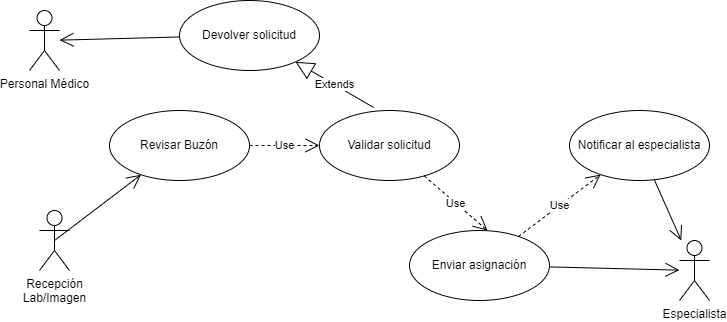 Devolver solicitud
Personal Médico
Extends
Revisar Buzón
Use
Validar solicitud
Notificar al especialista
Use
Use
Recepción
Lab/Imagen
Enviar asignación
Especialista